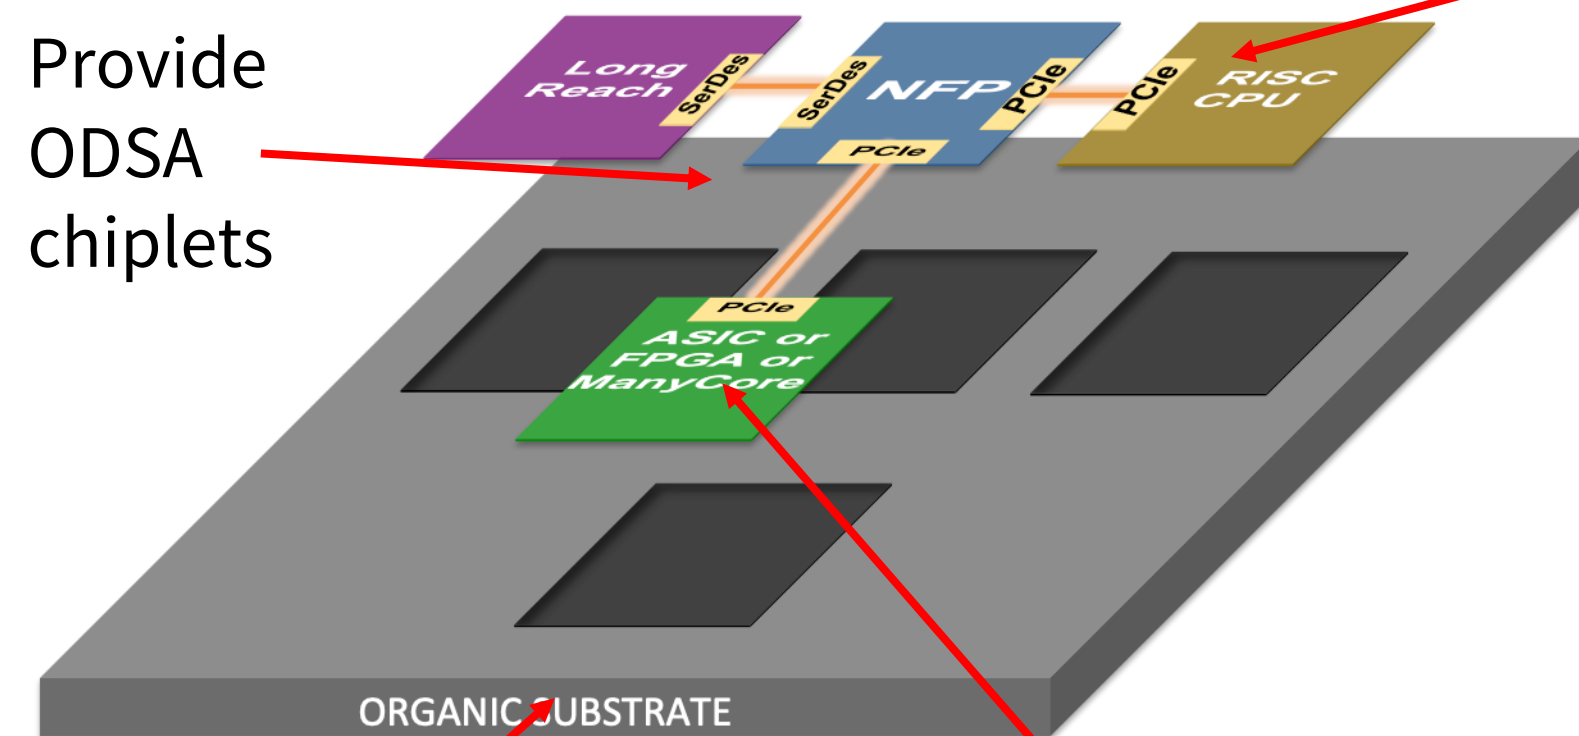 Provide
ODSA
chiplets
Long
Reach
SerDes
SerDes
NFP
PCIe
PCIe
PCIe
RISC
CPU
PCIe
ASIC or
FPGA or
ManyCore
ORGANIC SUBSTRATE